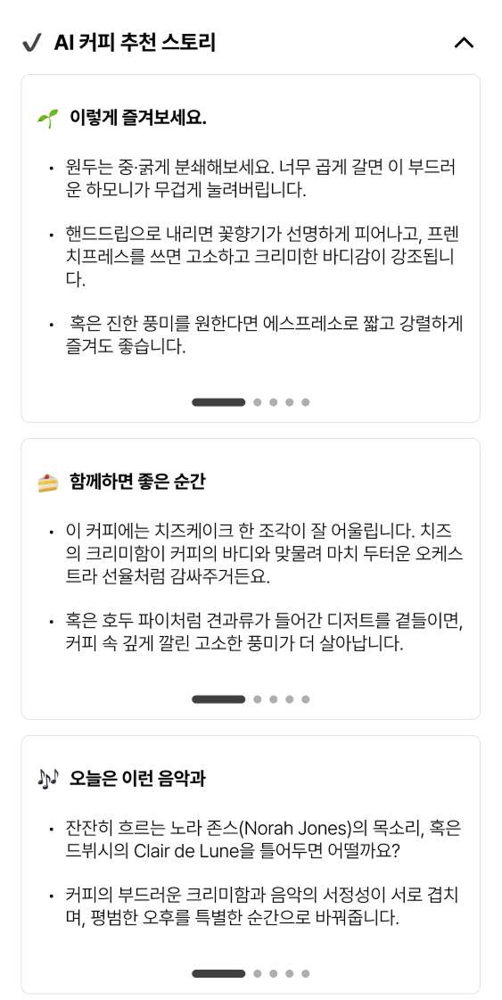 AI 커피 추천 스토리
이렇게 즐겨보세요.
• 원두는 중·굵게 분쇄해보세요. 너무 곱게 갈면 이 부드러
운 하모니가 무겁게 눌려버립니다.
• 핸드드립으로 내리면 꽃향기가 선명하게 피어나고, 프렌
치프레스를 쓰면 고소하고 크리미한 바디감이 강조됩니
다.
• 혹은 진한 풍미를 원한다면 에스프레소로 짧고 강렬하게
즐겨도 좋습니다.
함께하면 좋은 순간
• 이 커피에는 치즈케이크 한 조각이 잘 어울립니다. 치즈
의 크리미함이 커피의 바디와 맞물려 마치 두터운 오케스
트라 선율처럼 감싸주거든요.
• 혹은 호두 파이처럼 견과류가 들어간 디저트를 곁들이면,
커피 속 깊게 깔린 고소한 풍미가 더 살아납니다.
오늘은 이런 음악과
• 잔잔히 흐르는 노라 존스(Norah Jones)의 목소리, 혹은
드뷔시의 Clair de Lune을 틀어두면 어떨까요?
• 커피의 부드러운 크리미함과 음악의 서정성이 서로 겹치
며, 평범한 오후를 특별한 순간으로 바꿔줍니다.